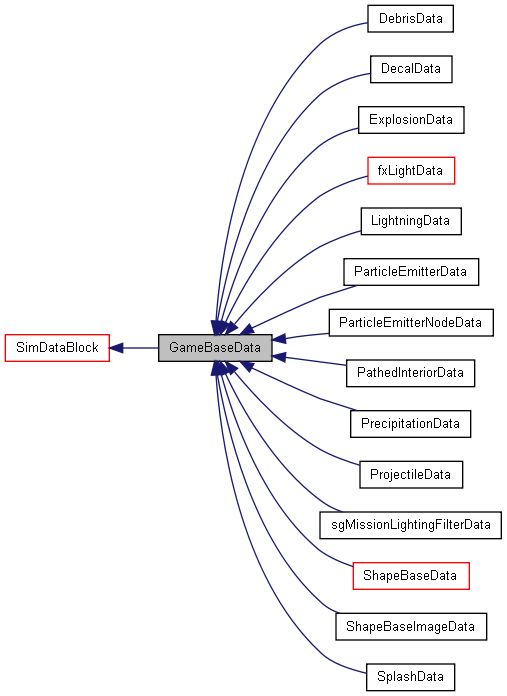 DebrisData
DecalData
ExplosionData
fxLightData
LightningData
ParticleEmitterData
ParticleEmitterNodeData
SimDataBlock
GameBaseData
PathedInteriorData
PrecipitationData
ProjectileData
sgMissionLightingFilterData
ShapeBaseData
ShapeBaseImageData
SplashData